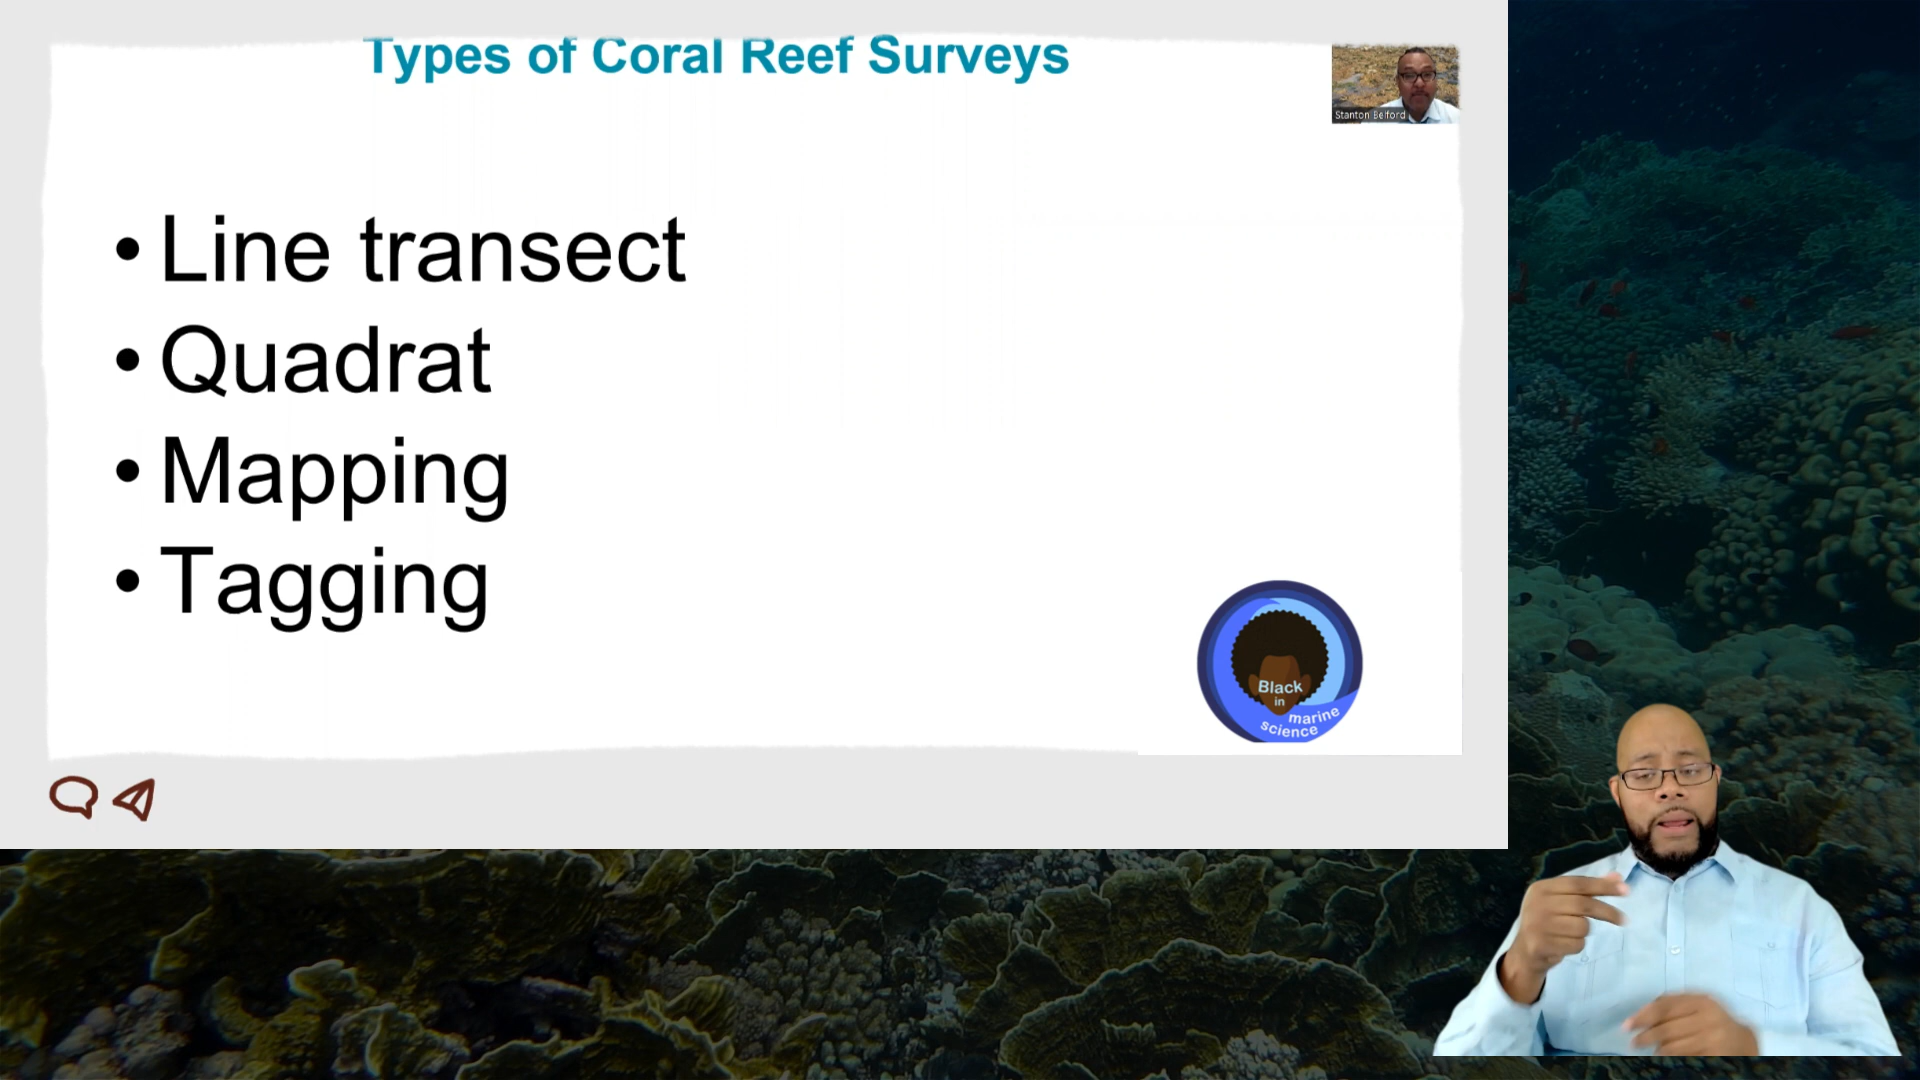 Types of Coral Reef Surveys
Stanton Belford
• Line transect
• Quadrat
• Mapping
• Tagging
Black
in
marine
science